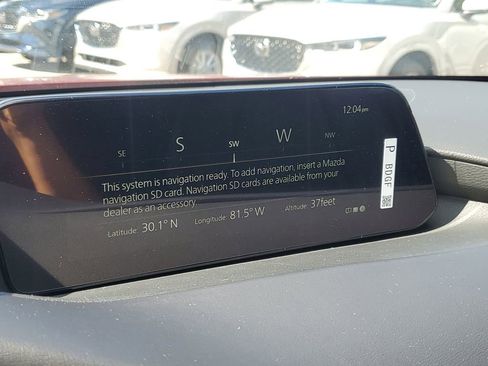 12:04pm
SE S SW W NW
This system is navigation ready. To add navigation, insert a Mazda
navigation SD card. Navigation SD cards are available from your
dealer as an accessory.
Latitude: 30.1° N Longitude: 81.5° W Altitude: 37feet
P BDGF